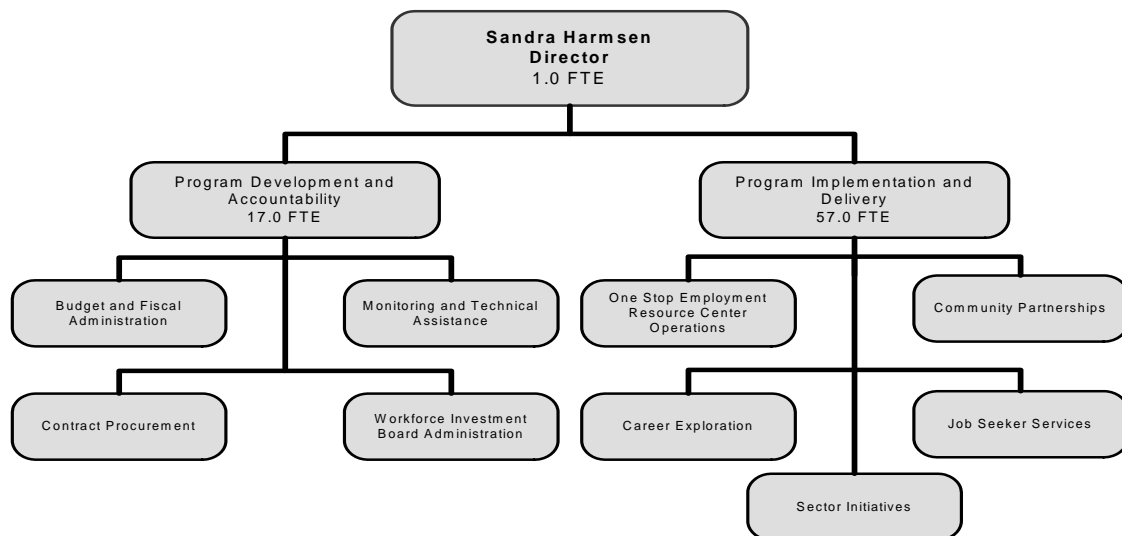 Sandra Harmsen
Director
1.0 FTE
Program Development and
Accountability
17.0 FTE
Program Implementation and
Delivery
57.0 FTE
Budget and Fiscal
Administration
Monitoring and Technical
Assistance
One Stop Employment
Resource Center
Operations
Community Partnerships
Contract Procurement
Workforce Investment
Board Administration
Career Exploration
Job Seeker Services
Sector Initiatives